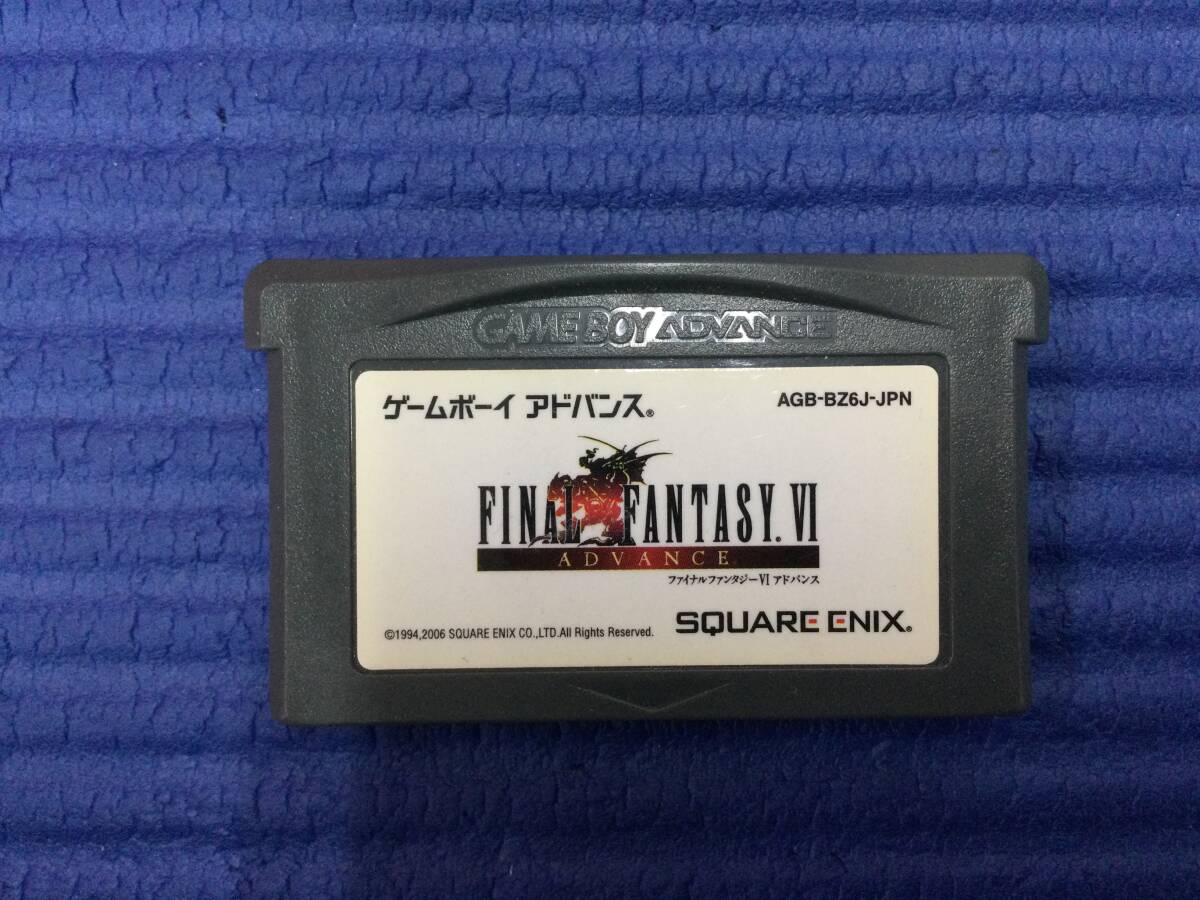 GAME BOY ADVANCE
ゲームボーイ アドバンス®
AGB-BZ6J-JPN
FINAL FANTASY. VI
ADVANCE
ファイナルファンタジーVI アドバンス
©1994,2006 SQUARE ENIX CO.,LTD.All Rights Reserved.
SQUARE ENIX®